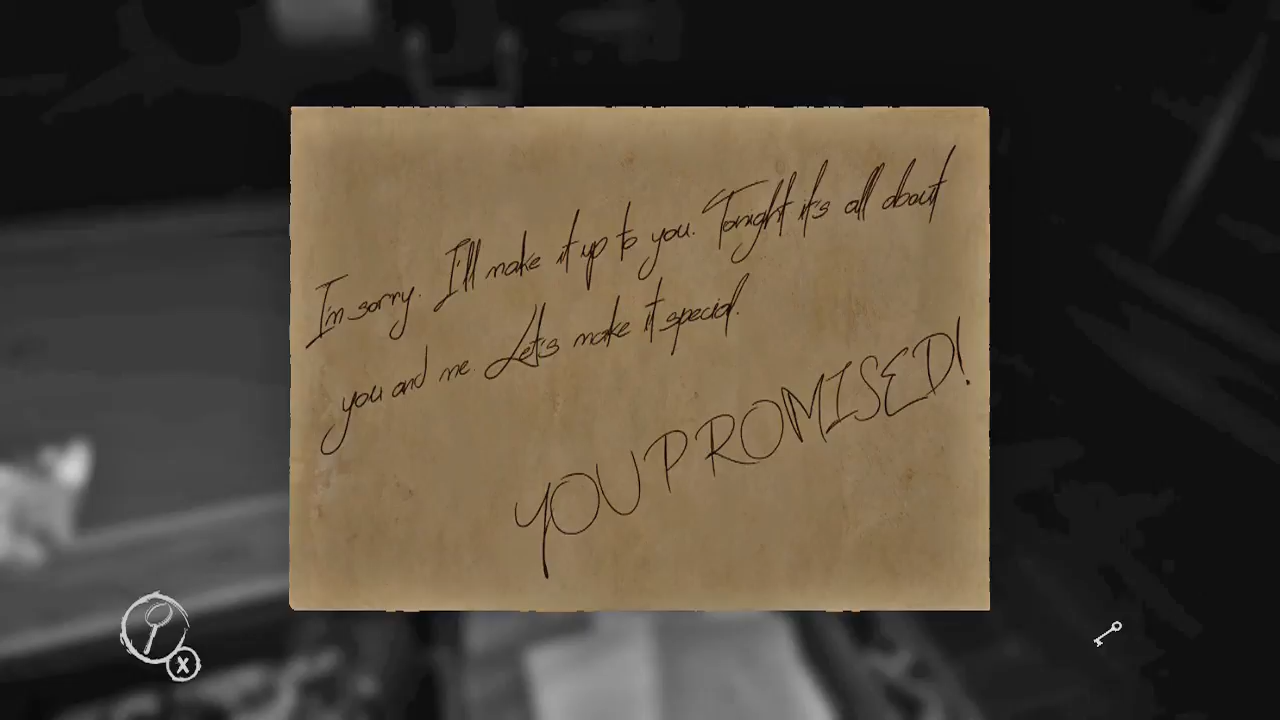 I'm sorry. I'll make it up to you. Tonight it's all about
you and me. Let's make it special.
YOU PROMISED!
X